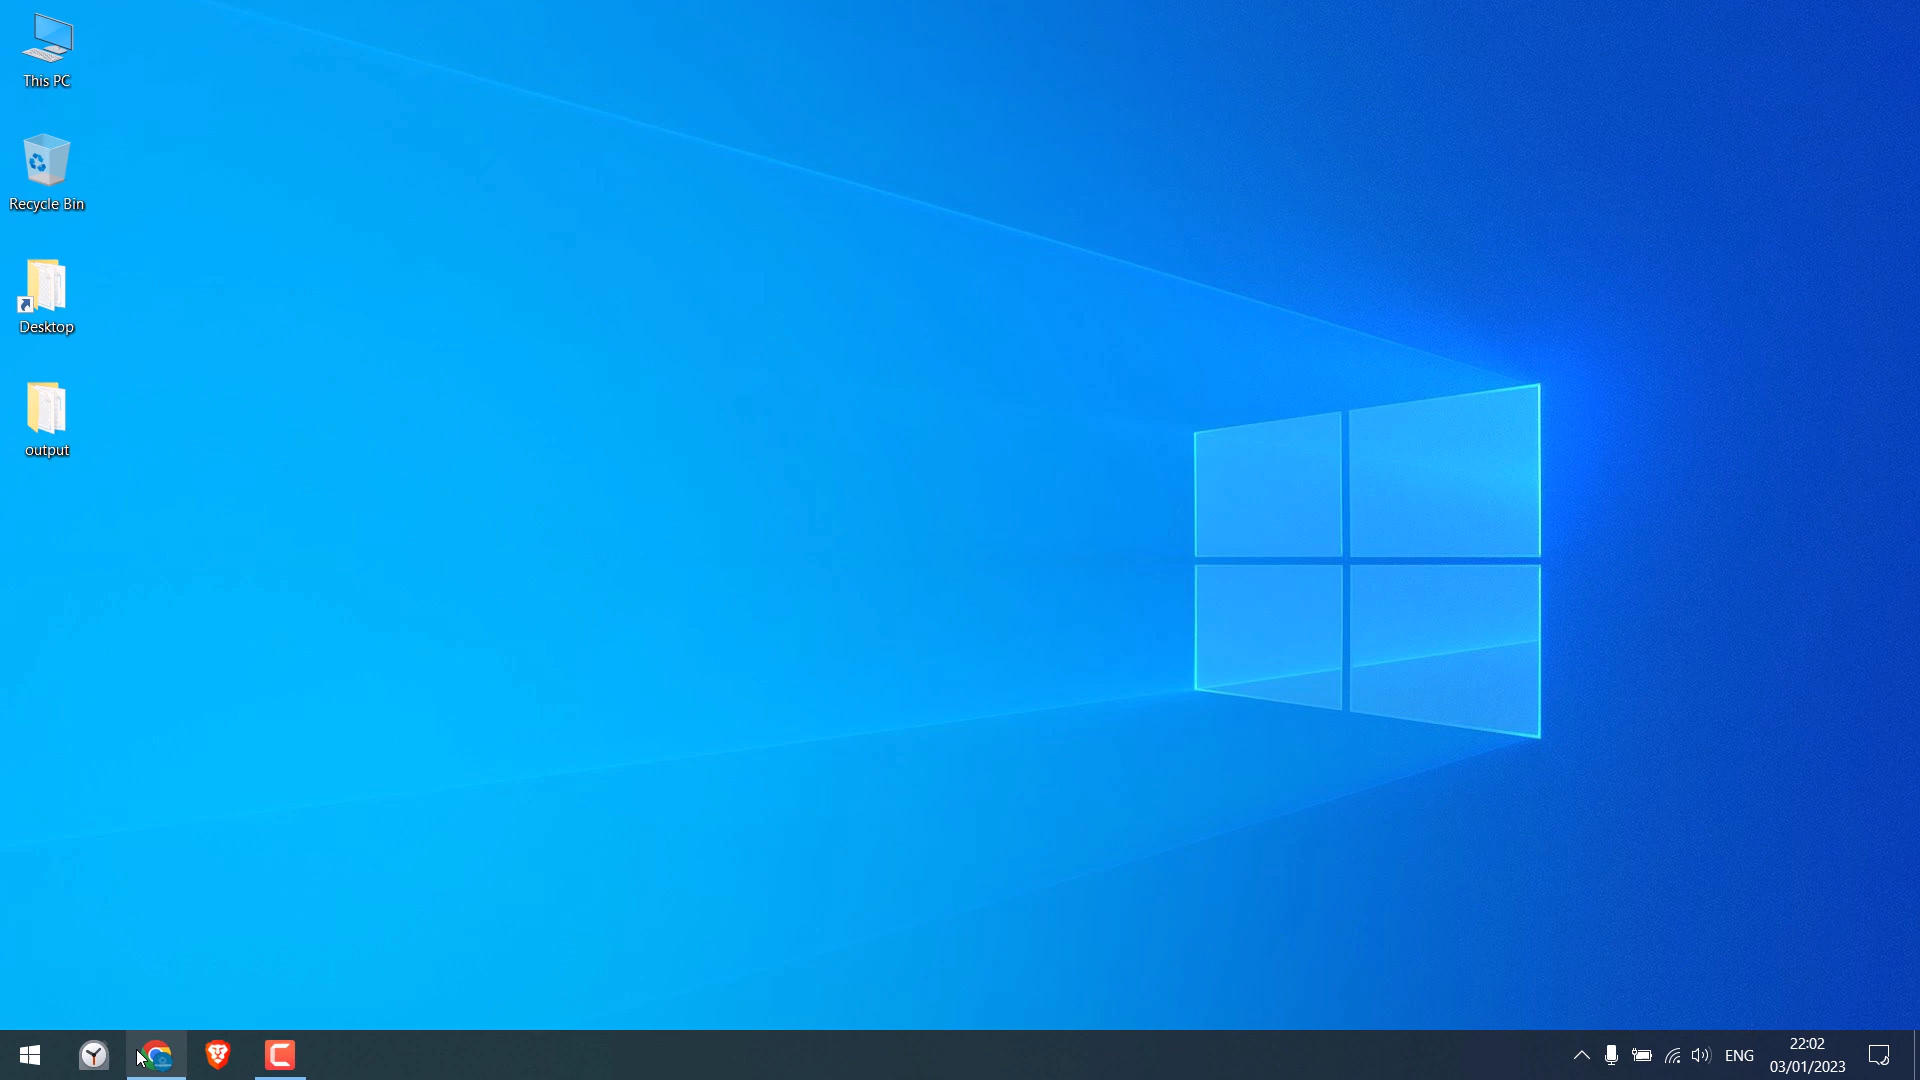 This PC
Recycle Bin
Desktop
output
ENG
22:02
03/01/2023